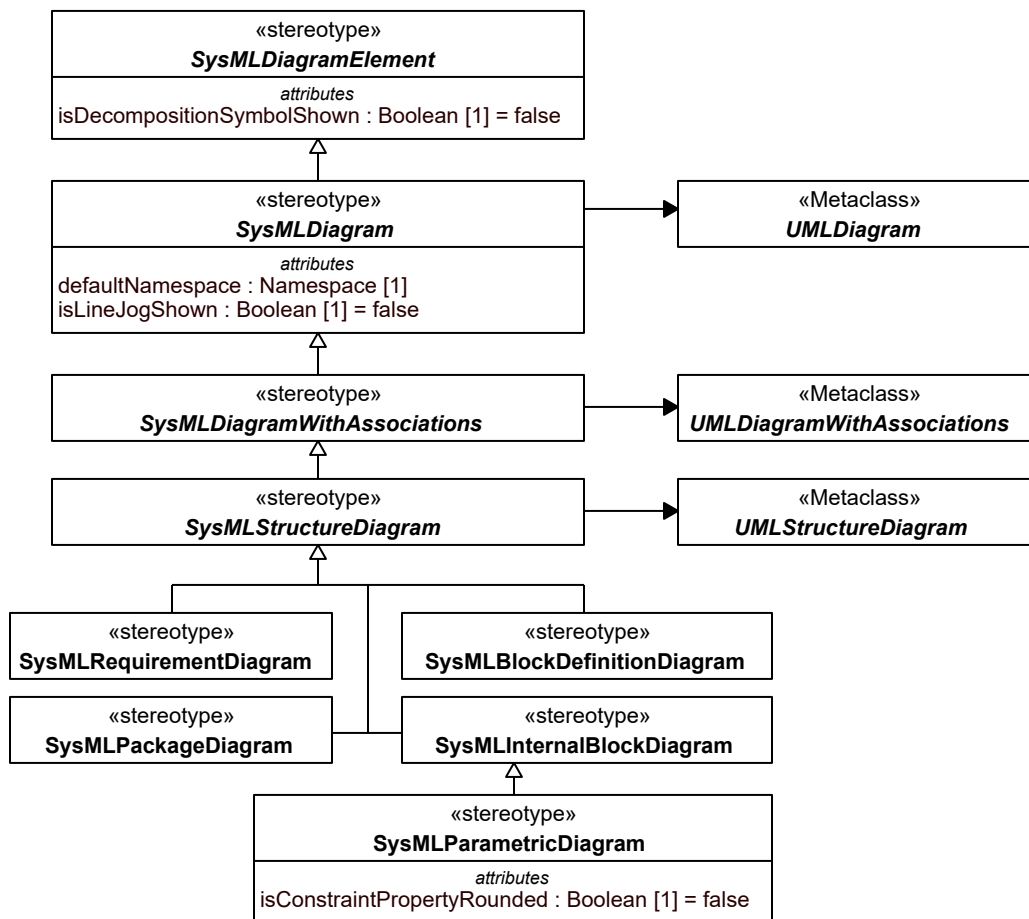 «stereotype»
SysMLDiagramElement
attributes
isDecompositionSymbolShown : Boolean [1] = false
«stereotype»
SysMLDiagram
attributes
defaultNamespace : Namespace [1]
isLineJogShown : Boolean [1] = false
«Metaclass»
UMLDiagram
«stereotype»
SysMLDiagramWithAssociations
«Metaclass»
UMLDiagramWithAssociations
«stereotype»
SysMLStructureDiagram
«Metaclass»
UMLStructureDiagram
«stereotype»
SysMLRequirementDiagram
«stereotype»
SysMLBlockDefinitionDiagram
«stereotype»
SysMLPackageDiagram
«stereotype»
SysMLInternalBlockDiagram
«stereotype»
SysMLParametricDiagram
attributes
isConstraintPropertyRounded : Boolean [1] = false